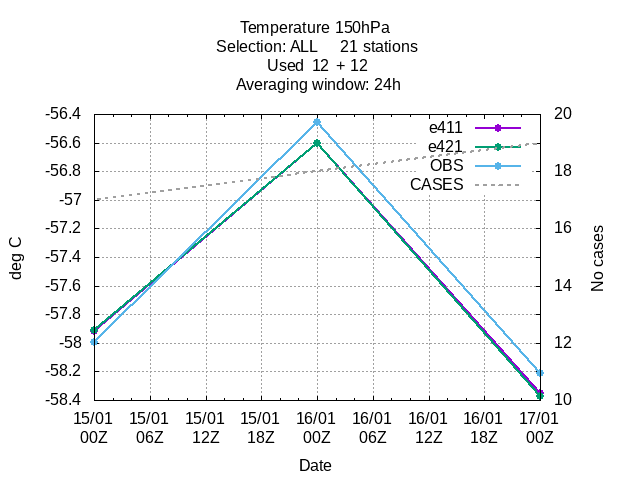 Temperature 150hPa
Selection: ALL 21 stations
Used 12 + 12
Averaging window: 24h
-56.4
-56.6
-56.8
-57
-57.2
-57.4
-57.6
-57.8
-58
-58.2
-58.4
deg C
e411
e421
OBS
CASES
20
18
16
14
12
10
No cases
15/01 15/01 15/01 15/01 16/01 16/01 16/01 16/01 17/01
00Z 06Z 12Z 18Z 00Z 06Z 12Z 18Z 00Z
Date